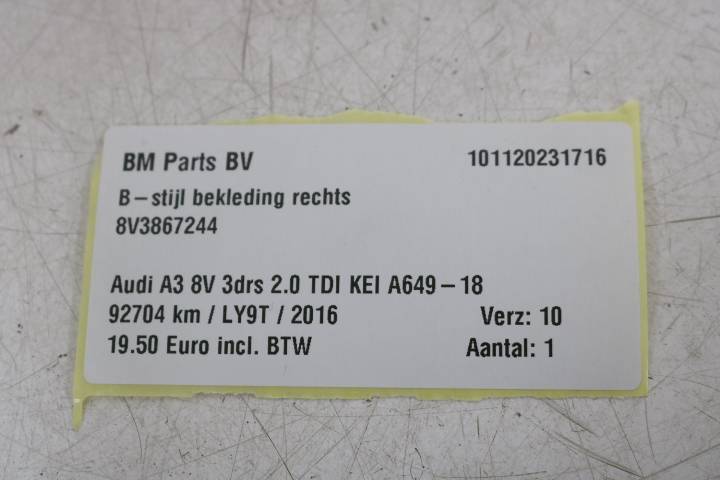 BM Parts BV 101120231716
B-stijl bekleding rechts
8V3867244
Audi A3 8V 3drs 2.0 TDI KEI A649-18
92704 km / LY9T / 2016 Verz: 10
19.50 Euro incl. BTW Aantal: 1